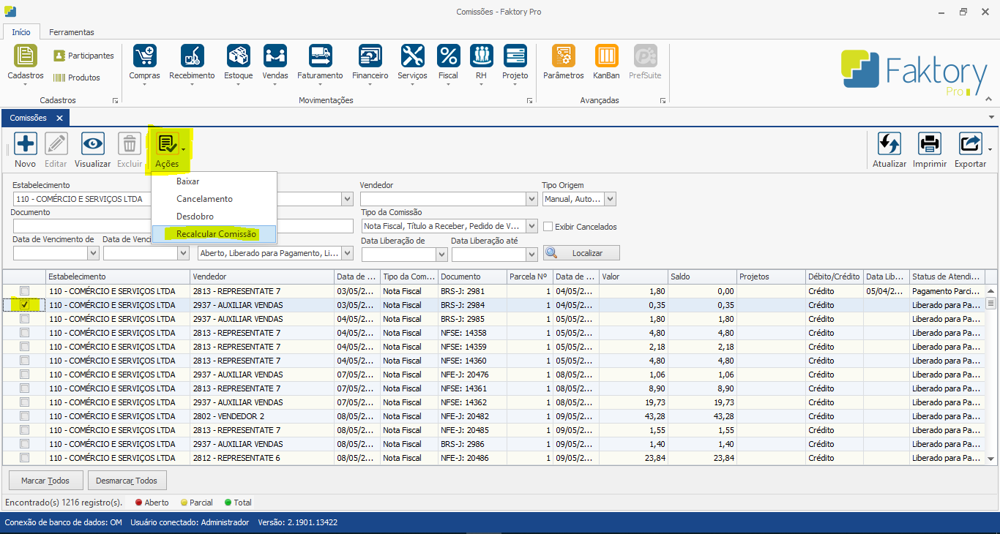 Comissões - Faktory Pro
Início Ferramentas
Cadastros Participantes Produtos Compras Recebimento Estoque Vendas Faturamento Financeiro Serviços Fiscal RH Projeto Parâmetros KanBan PrefSuite
Faktory
Pro
Cadastros Movimentações Avançadas
Comissões
Novo Editar Visualizar Excluir Ações Atualizar Imprimir Exportar
Baixar
Cancelamento
Desdobro
Recalcular Comissão
Estabelecimento Vendedor Tipo Origem
110 - COMÉRCIO E SERVIÇOS LTDA Manual, Auto...
Documento Tipo da Comissão
Nota Fiscal, Título a Receber, Pedido de V... Exibir Cancelados
Data de Vencimento de Data de Venci Data Liberação de Data Liberação até
Aberto, Liberado para Pagamento, Li... Localizar
Estabelecimento Vendedor Data de ... Tipo da Com... Documento Parcela Nº Data de ... Valor Saldo Projetos Débito/Crédito Data Lib... Status de Atendi...
110 - COMÉRCIO E SERVIÇOS LTDA 2813 - REPRESENTATE 7 03/05/2... Nota Fiscal BRS-J: 2981 1 04/05/2... 1,80 0,00 Crédito 05/04/2... Pagamento Parci...
110 - COMÉRCIO E SERVIÇOS LTDA 2937 - AUXILIAR VENDAS 03/05/2... Nota Fiscal BRS-J: 2984 1 04/05/2... 0,35 0,35 Crédito Liberado para Pa...
110 - COMÉRCIO E SERVIÇOS LTDA 2937 - AUXILIAR VENDAS 04/05/2... Nota Fiscal BRS-J: 2985 1 05/05/2... 1,80 1,80 Crédito Liberado para Pa...
110 - COMÉRCIO E SERVIÇOS LTDA 2813 - REPRESENTATE 7 04/05/2... Nota Fiscal NFSE: 14358 1 05/05/2... 4,80 4,80 Crédito Liberado para Pa...
110 - COMÉRCIO E SERVIÇOS LTDA 2813 - REPRESENTATE 7 04/05/2... Nota Fiscal NFSE: 14359 1 05/05/2... 2,18 2,18 Crédito Liberado para Pa...
110 - COMÉRCIO E SERVIÇOS LTDA 2813 - REPRESENTATE 7 04/05/2... Nota Fiscal NFSE: 14360 1 05/05/2... 4,80 4,80 Crédito Liberado para Pa...
110 - COMÉRCIO E SERVIÇOS LTDA 2937 - AUXILIAR VENDAS 07/05/2... Nota Fiscal NFE-J: 20476 1 08/05/2... 1,06 1,06 Crédito Liberado para Pa...
110 - COMÉRCIO E SERVIÇOS LTDA 2813 - REPRESENTATE 7 07/05/2... Nota Fiscal NFSE: 14361 1 08/05/2... 8,90 8,90 Crédito Liberado para Pa...
110 - COMÉRCIO E SERVIÇOS LTDA 2937 - AUXILIAR VENDAS 07/05/2... Nota Fiscal NFSE: 14362 1 08/05/2... 19,73 19,73 Crédito Liberado para Pa...
110 - COMÉRCIO E SERVIÇOS LTDA 2802 - VENDEDOR 2 08/05/2... Nota Fiscal NFE-J: 20482 1 09/05/2... 43,28 43,28 Crédito Liberado para Pa...
110 - COMÉRCIO E SERVIÇOS LTDA 2813 - REPRESENTATE 7 08/05/2... Nota Fiscal NFE-J: 20485 1 09/05/2... 1,55 1,55 Crédito Liberado para Pa...
110 - COMÉRCIO E SERVIÇOS LTDA 2937 - AUXILIAR VENDAS 08/05/2... Nota Fiscal BRS-J: 2986 1 09/05/2... 1,40 1,40 Crédito Liberado para Pa...
110 - COMÉRCIO E SERVIÇOS LTDA 2812 - REPRESENTATE 6 08/05/2... Nota Fiscal NFE-J: 20486 1 09/05/2... 23,84 23,84 Crédito Liberado para Pa...
Marcar Todos Desmarcar Todos
Encontrado(s) 1216 registro(s). Aberto Parcial Total
Conexão de banco de dados: OM Usuário conectado: Administrador Versão: 2.1901.13422